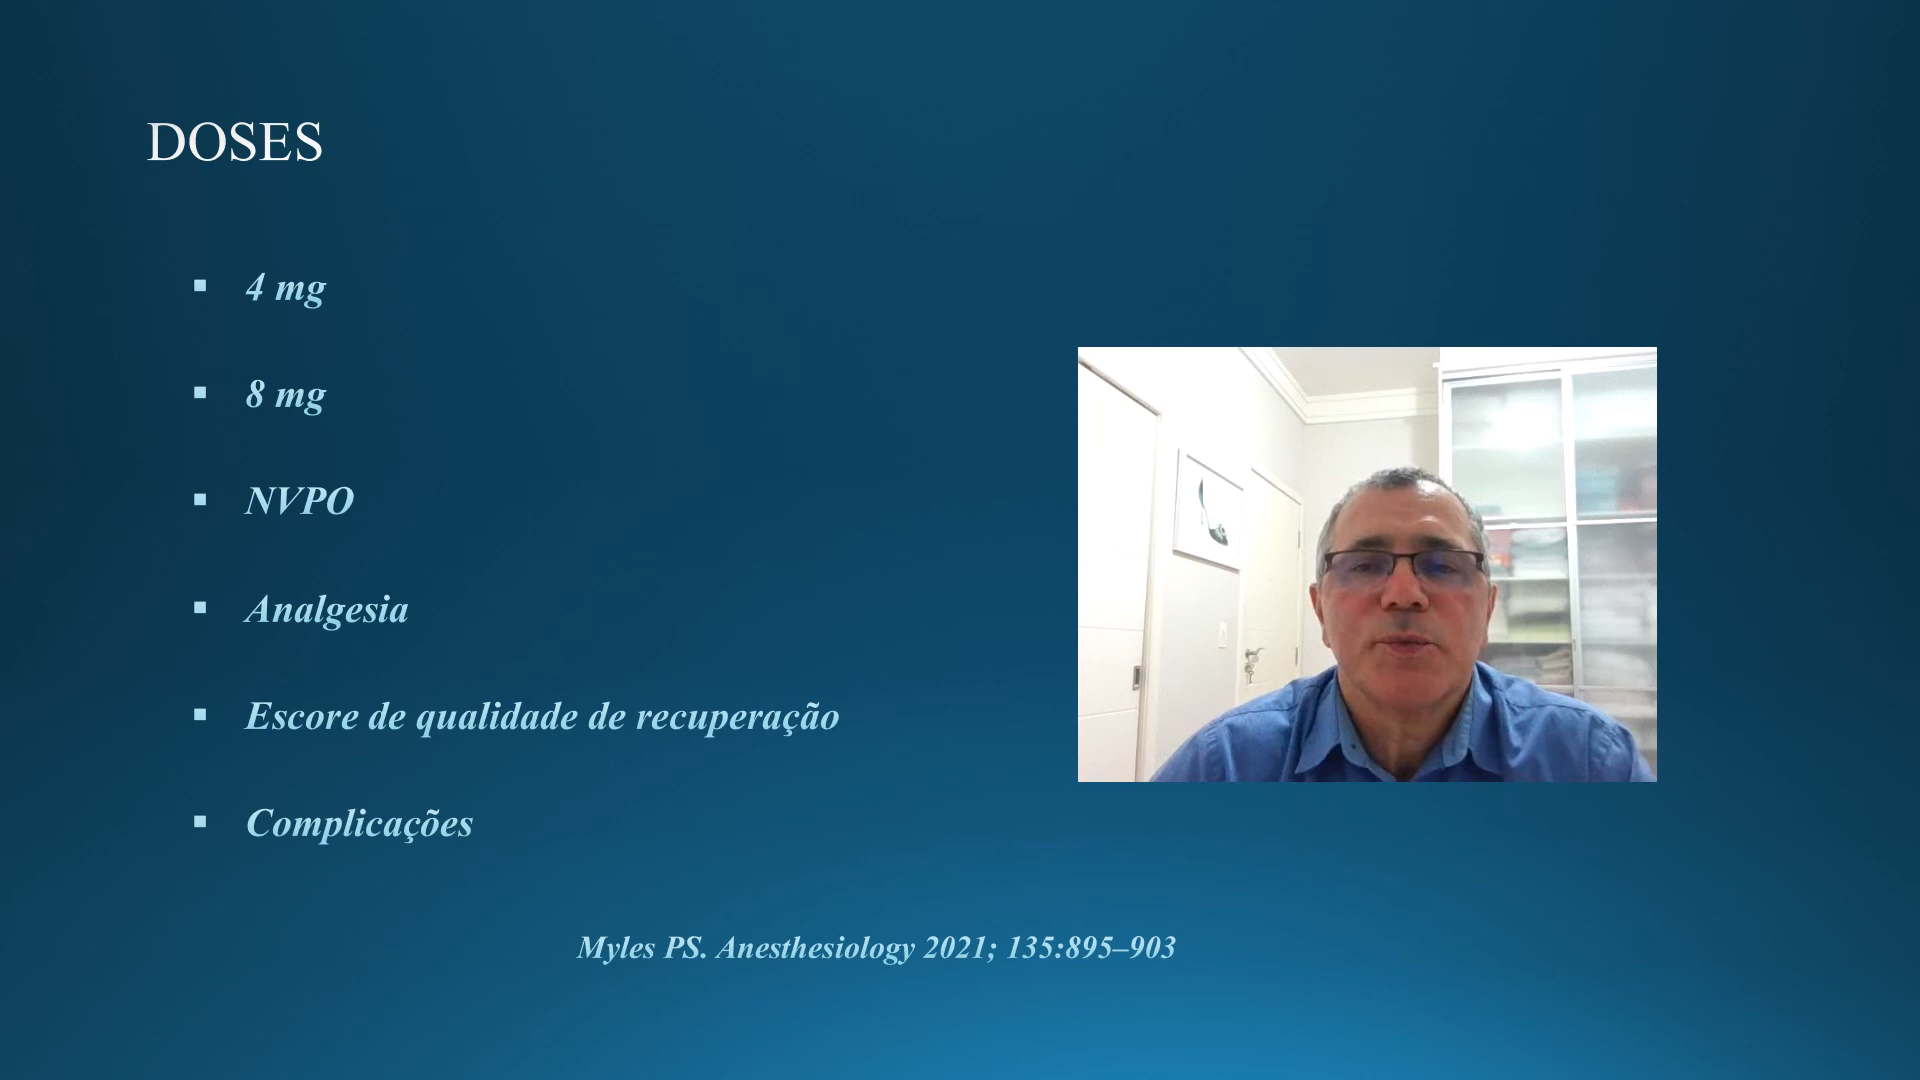 DOSES
4 mg
8 mg
NVPO
Analgesia
Escore de qualidade de recuperação
Complicações
Myles PS. Anesthesiology 2021; 135:895–903